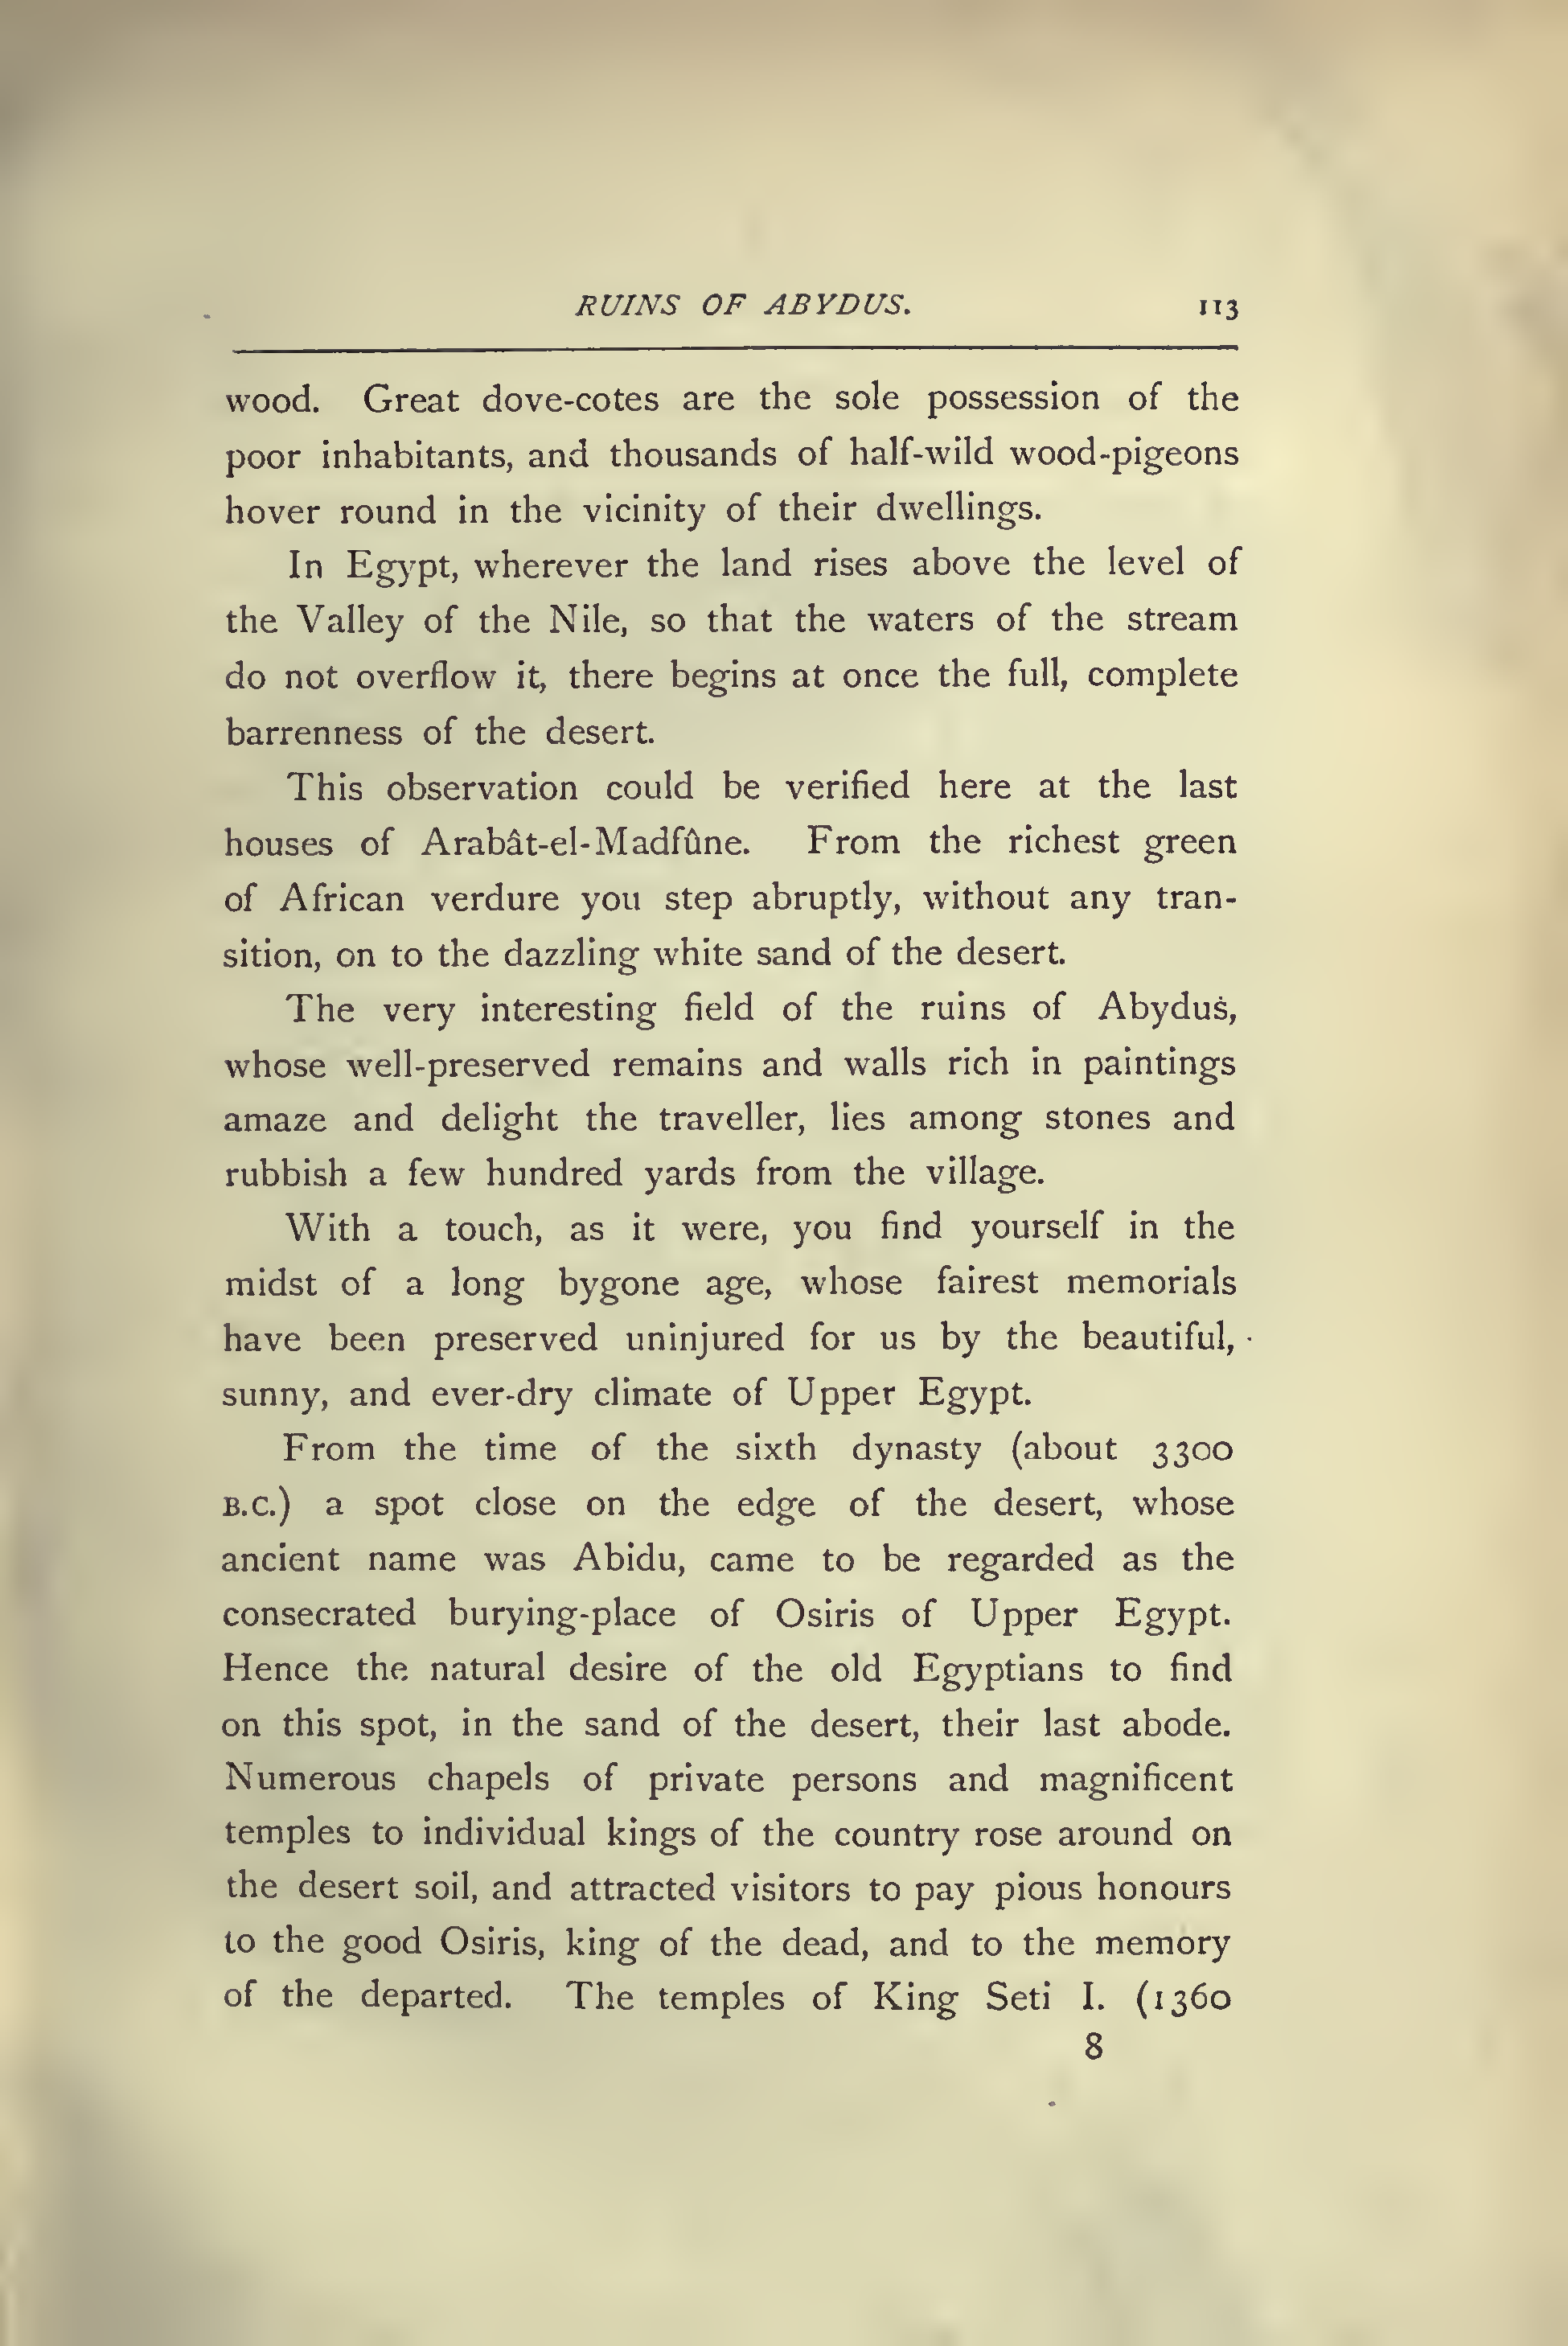 RUINS OF ABYDUS. 113
wood. Great dove-cotes are the sole possession of the
poor inhabitants, and thousands of half-wild wood-pigeons
hover round in the vicinity of their dwellings.
In Egypt, wherever the land rises above the level of
the Valley of the Nile, so that the waters of the stream
do not overflow it, there begins at once the full, complete
barrenness of the desert.
This observation could be verified here at the last
houses of Arabât-el-Madfûne. From the richest green
of African verdure you step abruptly, without any tran-
sition, on to the dazzling white sand of the desert.
The very interesting field of the ruins of Abydus,
whose well-preserved remains and walls rich in paintings
amaze and delight the traveller, lies among stones and
rubbish a few hundred yards from the village.
With a touch, as it were, you find yourself in the
midst of a long bygone age, whose fairest memorials
have been preserved uninjured for us by the beautiful,
sunny, and ever-dry climate of Upper Egypt.
From the time of the sixth dynasty (about 3300
B.C.) a spot close on the edge of the desert, whose
ancient name was Abidu, came to be regarded as the
consecrated burying-place of Osiris of Upper Egypt.
Hence the natural desire of the old Egyptians to find
on this spot, in the sand of the desert, their last abode.
Numerous chapels of private persons and magnificent
temples to individual kings of the country rose around on
the desert soil, and attracted visitors to pay pious honours
to the good Osiris, king of the dead, and to the memory
of the departed. The temples of King Seti I. (1360
8